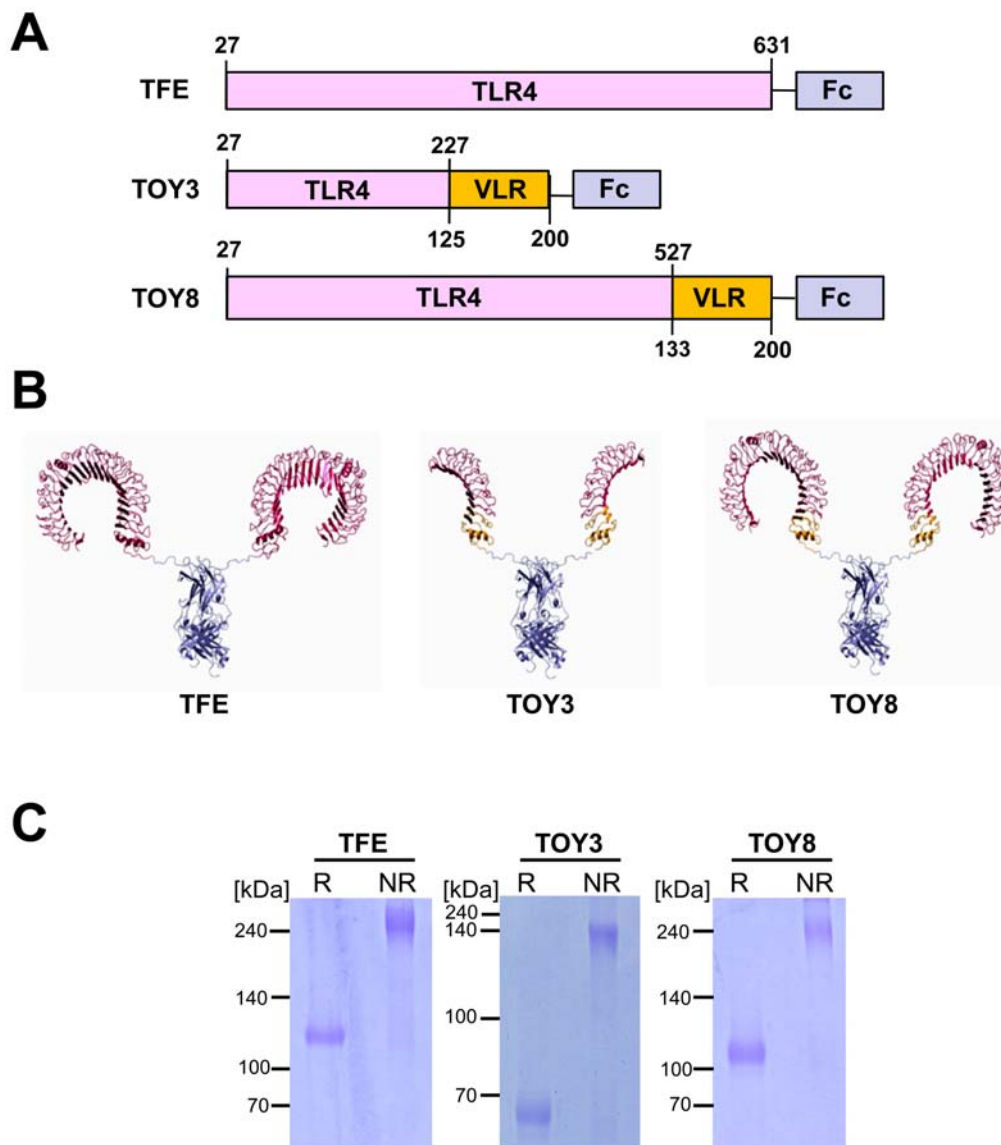 A
27 631
TFE TLR4 Fc
27 227
TOY3 TLR4 VLR Fc
125 200
27 527
TOY8 TLR4 VLR Fc
133 200
B
TFE TOY3 TOY8
C
TFE TOY3 TOY8
[kDa] R NR [kDa] R NR [kDa] R NR
240 240 240
140 140 140
100 100 100
70 70 70